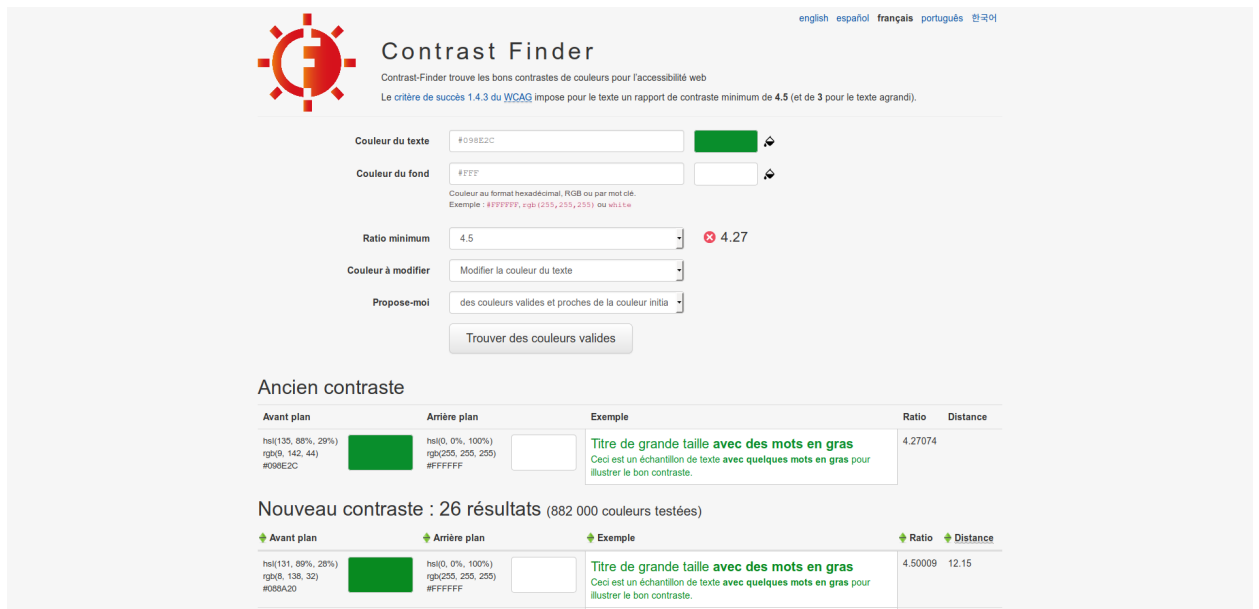 english español français português 한국어
Contrast Finder
Contrast-Finder trouve les bons contrastes de couleurs pour l'accessibilité web
Le critère de succès 1.4.3 du WCAG impose pour le texte un rapport de contraste minimum de 4.5 (et de 3 pour le texte agrandi).
Couleur du texte #098E2C
Couleur du fond #FFF
Couleur au format hexadécimal, RGB ou par mot clé.
Exemple : #FFFFFF, rgb(255,255,255) ou white
Ratio minimum 4.5 4.27
Couleur à modifier Modifier la couleur du texte
Propose-moi des couleurs valides et proches de la couleur initia
Trouver des couleurs valides
Ancien contraste
Avant plan Arrière plan Exemple Ratio Distance
hsl(135, 88%, 29%) hsl(0, 0%, 100%) Titre de grande taille avec des mots en gras 4.27074
rgb(9, 142, 44) rgb(255, 255, 255) Ceci est un échantillon de texte avec quelques mots en gras pour
#098E2C #FFFFFF illustrer le bon contraste.
Nouveau contraste : 26 résultats (882 000 couleurs testées)
Avant plan Arrière plan Exemple Ratio Distance
hsl(131, 89%, 28%) hsl(0, 0%, 100%) Titre de grande taille avec des mots en gras 4.50009 12.15
rgb(8, 138, 32) rgb(255, 255, 255) Ceci est un échantillon de texte avec quelques mots en gras pour
#088A20 #FFFFFF illustrer le bon contraste.